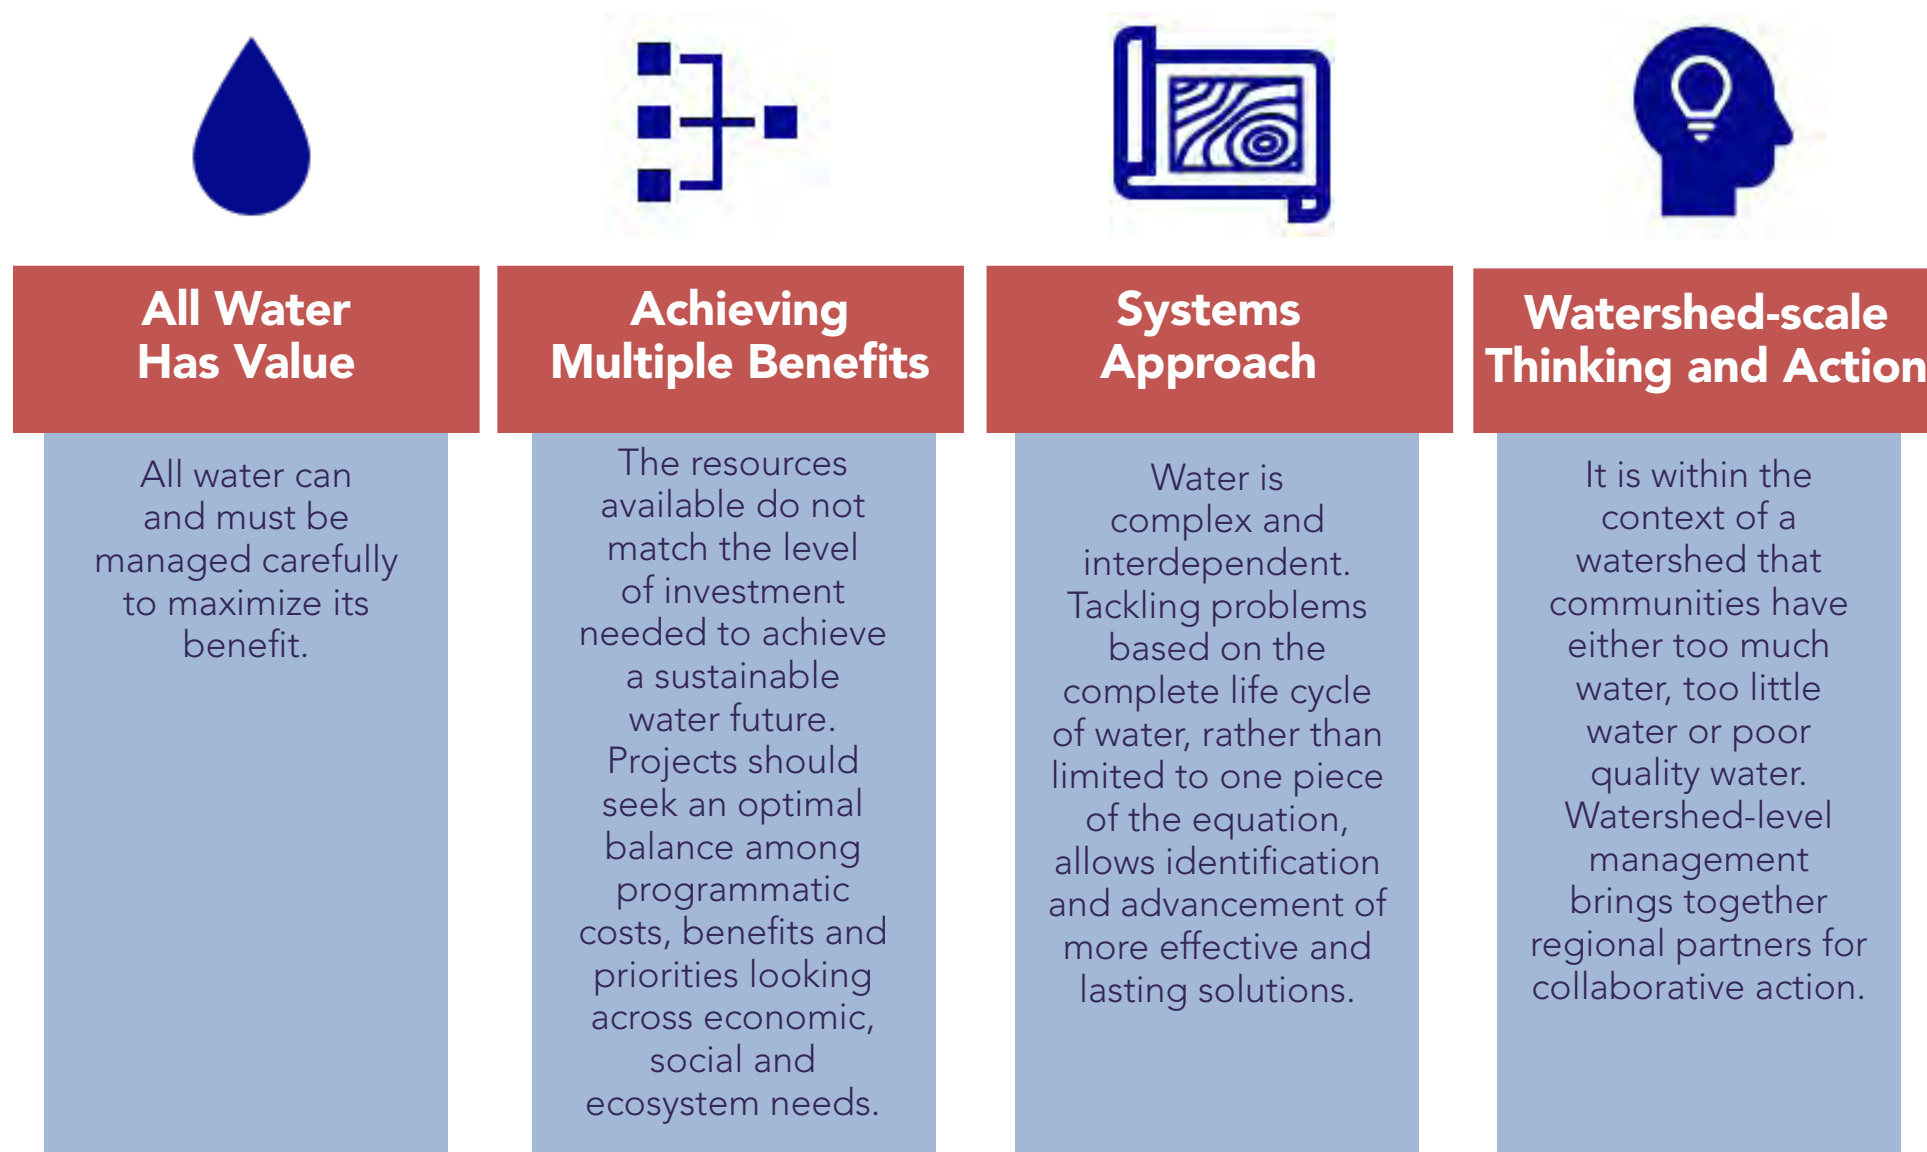 All Water
Has Value
All water can
and must be
managed carefully
to maximize its
benefit.
Achieving
Multiple Benefits
The resources
available do not
match the level
of investment
needed to achieve
a sustainable
water future.
Projects should
seek an optimal
balance among
programmatic
costs, benefits and
priorities looking
across economic,
social and
ecosystem needs.
Systems
Approach
Water is
complex and
interdependent.
Tackling problems
based on the
complete life cycle
of water, rather than
limited to one piece
of the equation,
allows identification
and advancement of
more effective and
lasting solutions.
Watershed-scale
Thinking and Action
It is within the
context of a
watershed that
communities have
either too much
water, too little
water or poor
quality water.
Watershed-level
management
brings together
regional partners for
collaborative action.